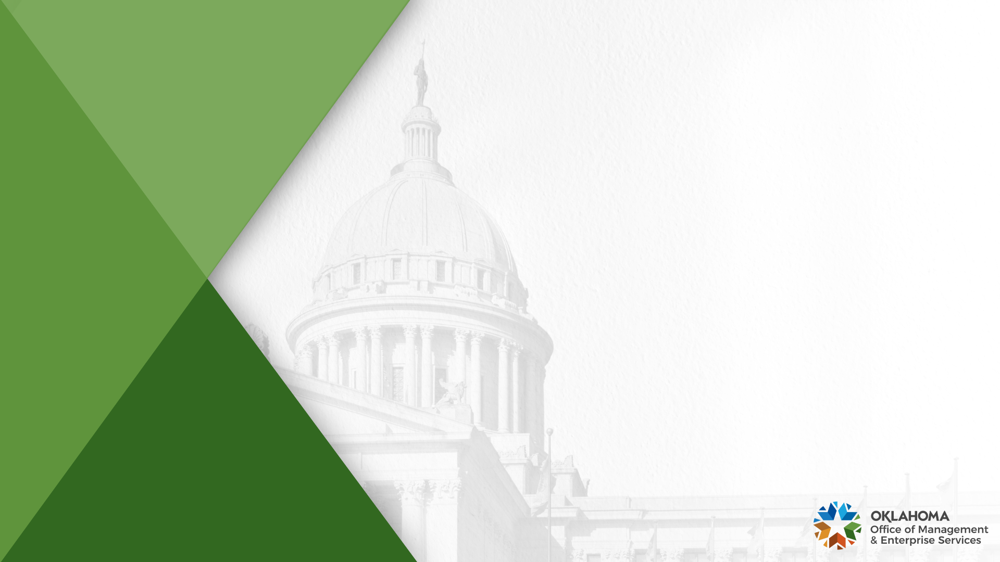 OKLAHOMA
Office of Management
& Enterprise Services